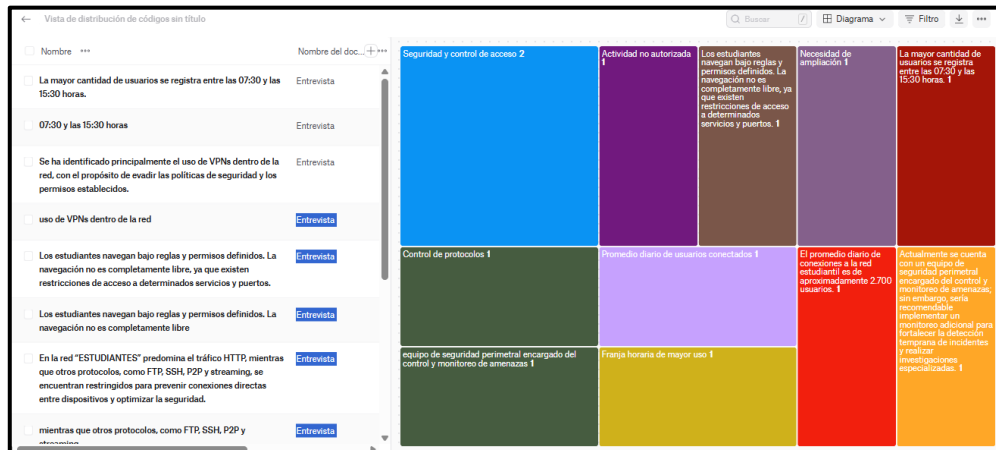 ← Vista de distribución de códigos sin título
Buscar / Diagrama Filtro
Nombre ••• Nombre del doc... + •••
La mayor cantidad de usuarios se registra entre las 07:30 y las
15:30 horas.
Entrevista
07:30 y las 15:30 horas
Entrevista
Se ha identificado principalmente el uso de VPNs dentro de la
red, con el propósito de evadir las políticas de seguridad y los
permisos establecidos.
Entrevista
uso de VPNs dentro de la red
Entrevista
Los estudiantes navegan bajo reglas y permisos definidos. La
navegación no es completamente libre, ya que existen
restricciones de acceso a determinados servicios y puertos.
Entrevista
Los estudiantes navegan bajo reglas y permisos definidos. La
navegación no es completamente libre
Entrevista
En la red "ESTUDIANTES" predomina el tráfico HTTP, mientras
que otros protocolos, como FTP, SSH, P2P y streaming, se
encuentran restringidos para prevenir conexiones directas
entre dispositivos y optimizar la seguridad.
Entrevista
mientras que otros protocolos, como FTP, SSH, P2P y
streaming
Entrevista
Seguridad y control de acceso 2
Actividad no autorizada
1
Los estudiantes
navegan bajo reglas y
permisos definidos. La
navegación no es
completamente libre, ya
que existen
restricciones de acceso
a determinados
servicios y puertos. 1
Necesidad de
ampliación 1
La mayor cantidad de
usuarios se registra
entre las 07:30 y las
15:30 horas. 1
Control de protocolos 1
Promedio diario de usuarios conectados 1
El promedio diario de
conexiones a la red
estudiantil es de
aproximadamente 2.700
usuarios. 1
Actualmente se cuenta
con un equipo de
seguridad perimetral
encargado del control y
monitoreo de amenazas;
sin embargo, sería
recomendable
implementar un
monitoreo adicional para
fortalecer la detección
temprana de incidentes
y realizar
investigaciones
especializadas. 1
equipo de seguridad perimetral encargado del
control y monitoreo de amenazas 1
Franja horaria de mayor uso 1